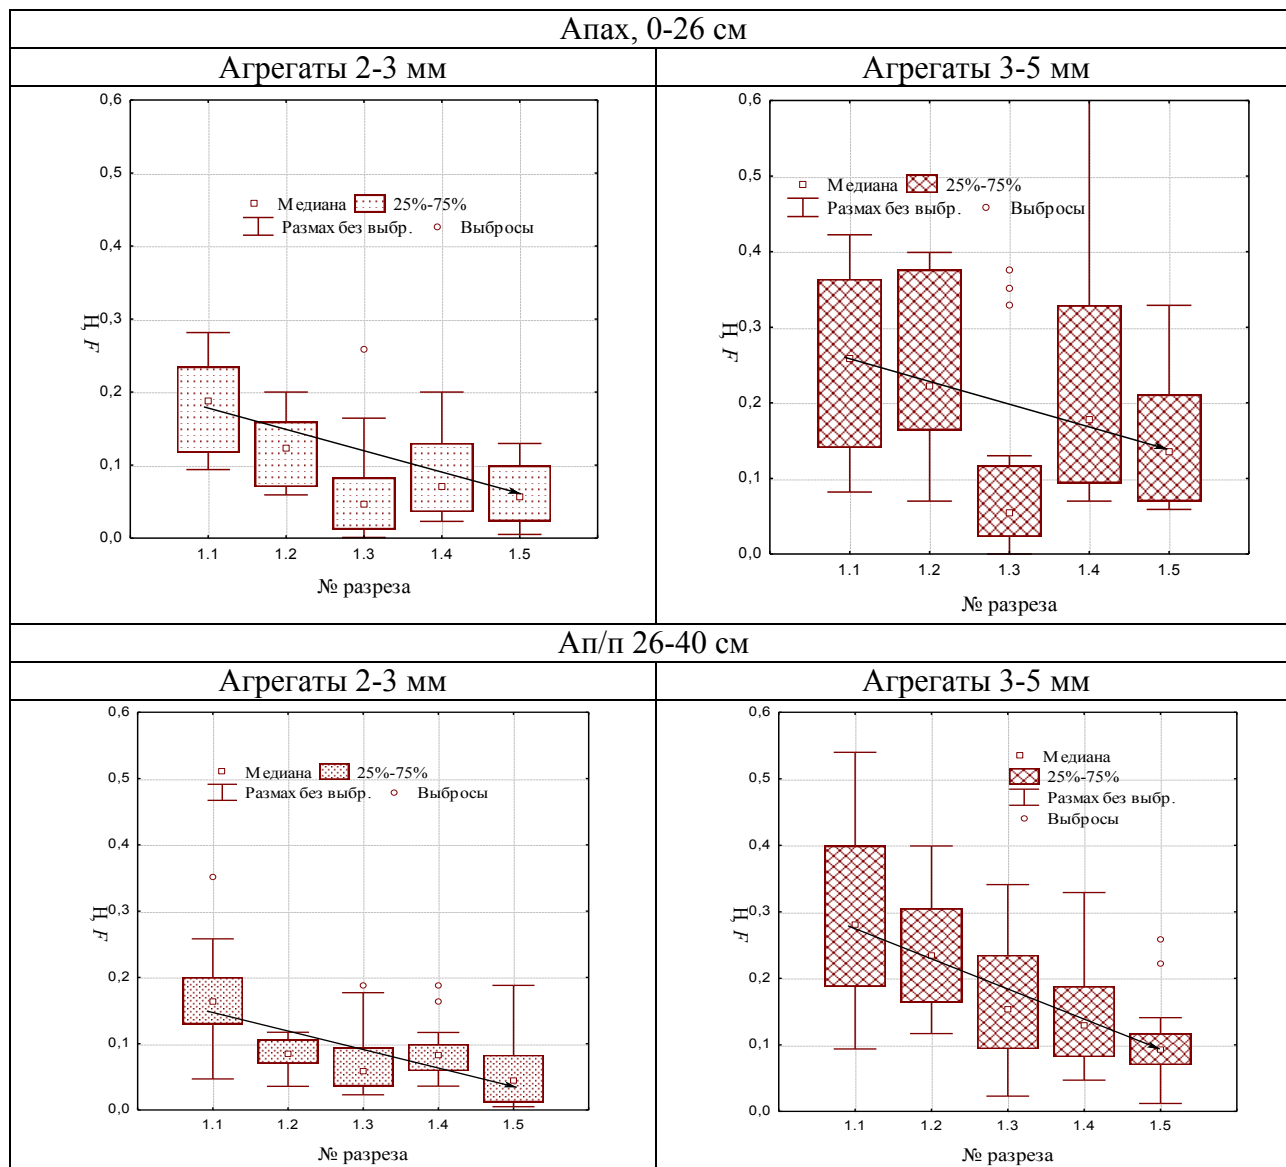 Апах, 0-26 см
Агрегаты 2-3 мм
Агрегаты 3-5 мм
0,6
0,5
0,4
0,3
0,2
0,1
0,0
F, Н
Медиана 25%-75%
Размах без выбр. Выбросы
1.1 1.2 1.3 1.4 1.5
№ разреза
0,6
0,5
0,4
0,3
0,2
0,1
0,0
F, Н
Медиана 25%-75%
Размах без выбр. Выбросы
1.1 1.2 1.3 1.4 1.5
№ разреза
Ап/п 26-40 см
Агрегаты 2-3 мм
Агрегаты 3-5 мм
0,6
0,5
0,4
0,3
0,2
0,1
0,0
F, Н
Медиана 25%-75%
Размах без выбр. Выбросы
1.1 1.2 1.3 1.4 1.5
№ разреза
0,6
0,5
0,4
0,3
0,2
0,1
0,0
F, Н
Медиана
25%-75%
Размах без выбр.
Выбросы
1.1 1.2 1.3 1.4 1.5
№ разреза